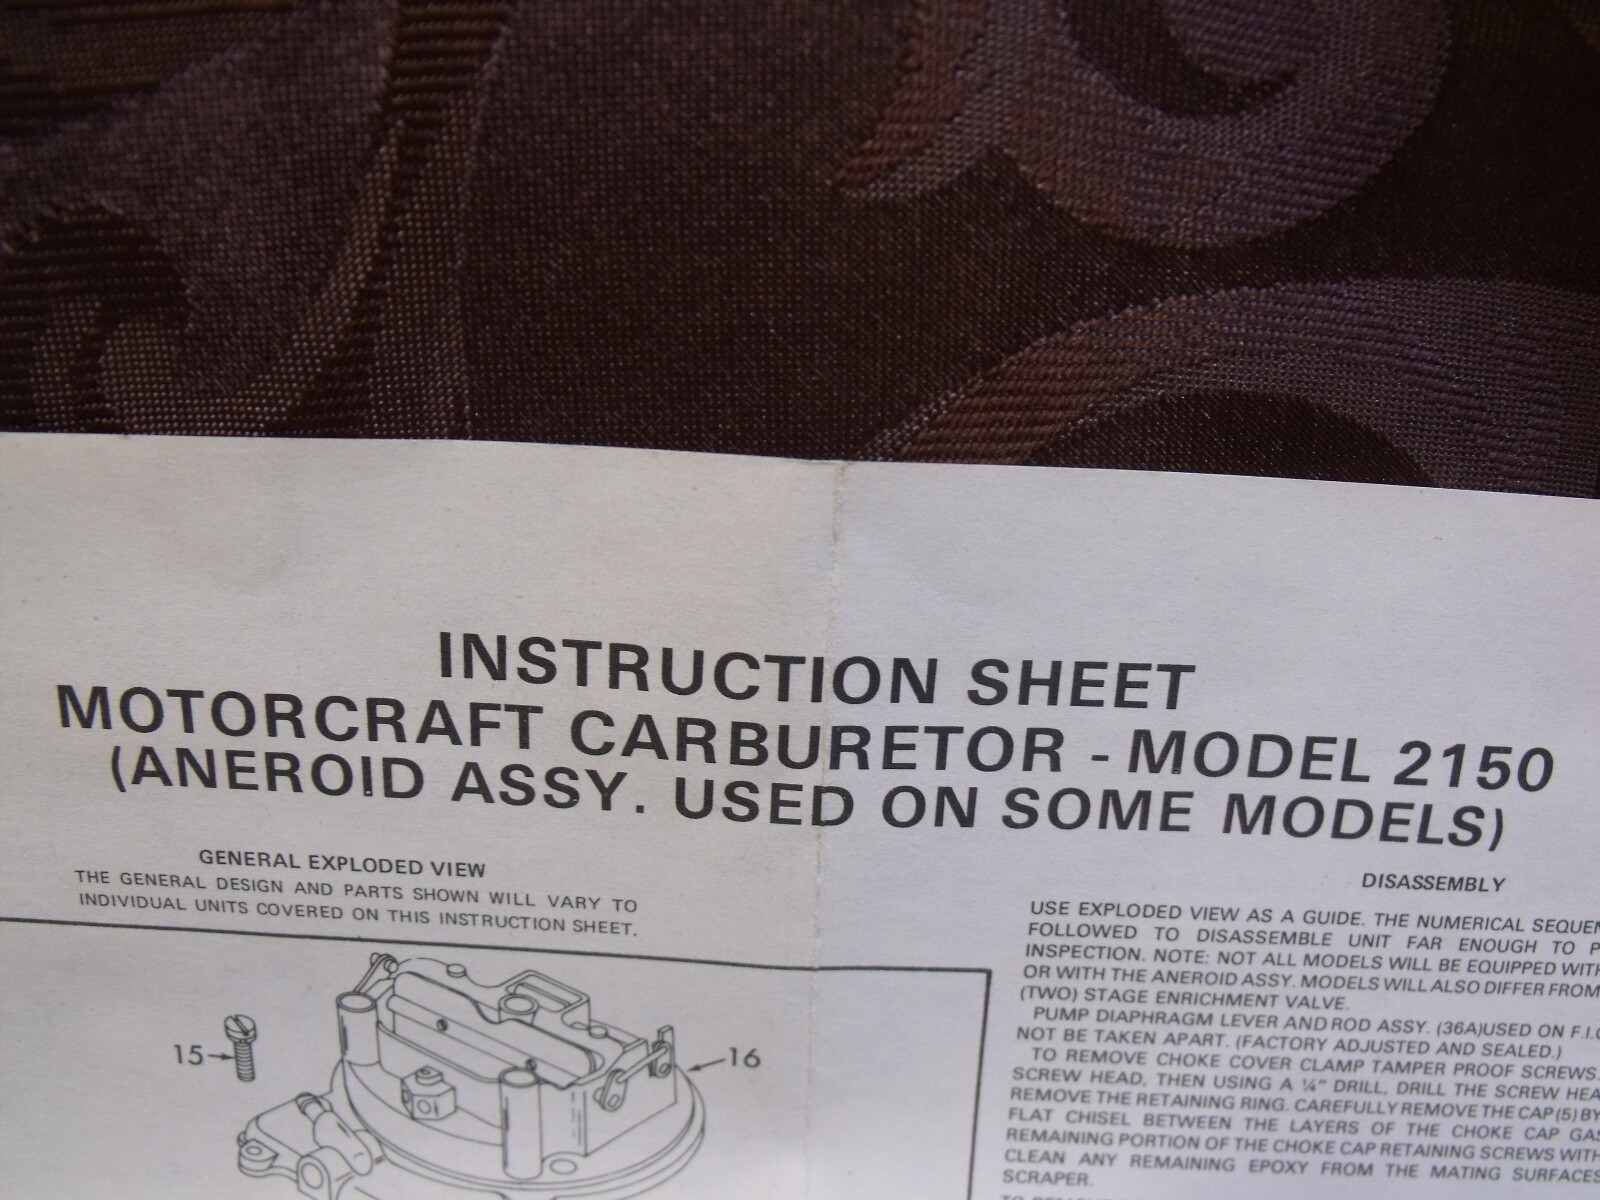 INSTRUCTION SHEET
MOTORCRAFT CARBURETOR - MODEL 2150
(ANEROID ASSY. USED ON SOME MODELS)
GENERAL EXPLODED VIEW
THE GENERAL DESIGN AND PARTS SHOWN WILL VARY TO
INDIVIDUAL UNITS COVERED ON THIS INSTRUCTION SHEET.
15
16
DISASSEMBLY
USE EXPLODED VIEW AS A GUIDE. THE NUMERICAL
FOLLOWED TO DISASSEMBLE UNIT FAR ENOUGH TO
INSPECTION. NOTE: NOT ALL MODELS WILL BE EQUIPPED
OR WITH THE ANEROID ASSY. MODELS WILL ALSO DIFFER FROM
(TWO) STAGE ENRICHMENT VALVE.
PUMP DIAPHRAGM LEVER AND ROD ASSY. (36A) USED ON
NOT BE TAKEN APART. (FACTORY ADJUSTED AND SEALED.)
TO REMOVE CHOKE COVER CLAMP TAMPER PROOF SCREWS.
SCREW HEAD, THEN USING A ¼" DRILL, DRILL THE SCREW
REMOVE THE RETAINING RING. CAREFULLY REMOVE THE CAP (5) BY
FLAT CHISEL BETWEEN THE LAYERS OF THE CHOKE CAP
REMAINING PORTION OF THE CHOKE CAP RETAINING SCREWS WITH
CLEAN ANY REMAINING EPOXY FROM THE MATING SURFACES
SCRAPER.